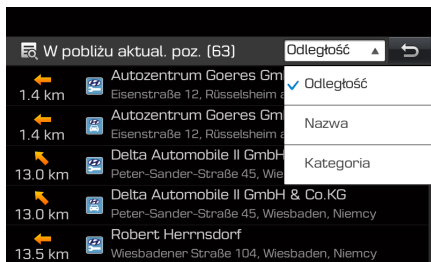 W pobliżu aktual. poz. (63)
Odległość
Odległość
Nazwa
Kategoria
1.4 km
Autozentrum Goeres Gm
Eisenstraße 12, Rüsselsheim
1.4 km
Autozentrum Goeres Gm
Eisenstraße 12, Rüsselsheim
13.0 km
Delta Automobile II GmbH
Peter-Sander-Straße 45, Wie
13.0 km
Delta Automobile II GmbH & Co.KG
Peter-Sander-Straße 45, Wiesbaden, Niemcy
13.5 km
Robert Herrnsdorf
Wiesbadener Straße 104, Wiesbaden, Niemcy